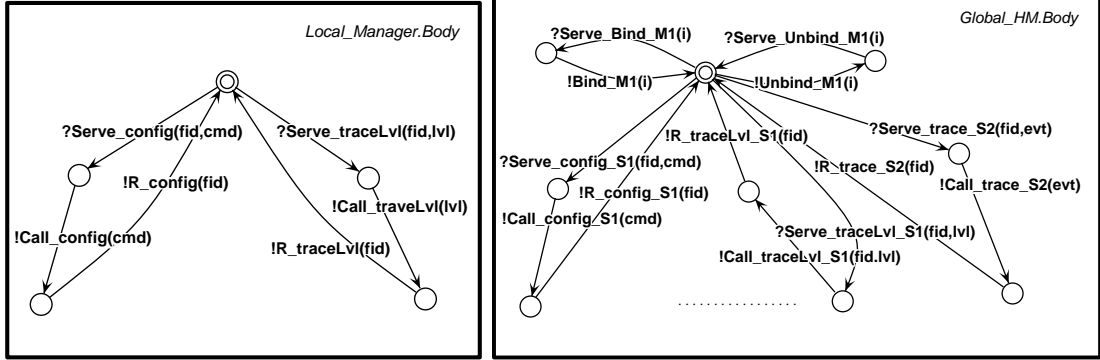 Local_Manager.Body
?Serve_config(fid,cmd)
?Serve_traceLvl(fid,lvl)
!R_config(fid)
!Call_traveLvl(lvl)
!Call_config(cmd)
!R_traceLvl(fid)
Global_HM.Body
?Serve_Bind_M1(i)
?Serve_Unbind_M1(i)
!Bind_M1(i)
!Unbind_M1(i)
!R_traceLvl_S1(fid)
?Serve_trace_S2(fid,evt)
?Serve_config_S1(fid,cmd)
!R_trace_S2(fid)
!R_config_S1(fid)
!Call_trace_S2(evt)
!Call_config_S1(cmd)
?Serve_traceLvl_S1(fid,lvl)
!Call_traceLvl_S1(fid.lvl)
.................